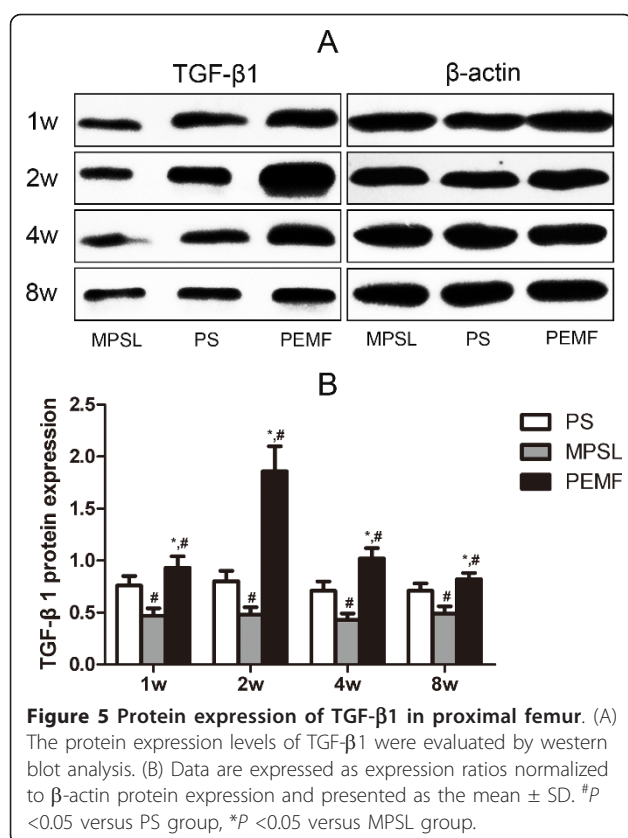 A
TGF-β1 β-actin
1w
2w
4w
8w
MPSL PS PEMF MPSL PS PEMF
B
TGF-β 1 protein expression
2.5
2.0
1.5
1.0
0.5
0.0
*,#
*,#
*,#
*,#
#
#
#
#
1w 2w 4w 8w
PS
MPSL
PEMF
Figure 5 Protein expression of TGF-β1 in proximal femur. (A)
The protein expression levels of TGF-β1 were evaluated by western
blot analysis. (B) Data are expressed as expression ratios normalized
to β-actin protein expression and presented as the mean ± SD. #P
<0.05 versus PS group, *P <0.05 versus MPSL group.